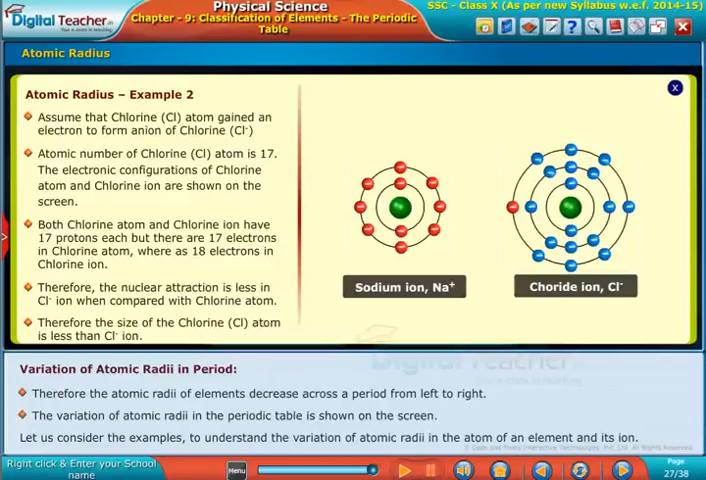 Digital Teacher
Physical Science
Chapter - 9: Classification of Elements - The Periodic
Table
SSC - Class X (As per new Syllabus w.e.f. 2014-15)
Atomic Radius
Atomic Radius – Example 2
Assume that Chlorine (Cl) atom gained an
electron to form anion of Chlorine (Cl-)
Atomic number of Chlorine (Cl) atom is 17.
The electronic configurations of Chlorine
atom and Chlorine ion are shown on the
screen.
Both Chlorine atom and Chlorine ion have
17 protons each but there are 17 electrons
in Chlorine atom, where as 18 electrons in
Chlorine ion.
Therefore, the nuclear attraction is less in
Cl- ion when compared with Chlorine atom.
Therefore the size of the Chlorine (Cl) atom
is less than Cl- ion.
X
Sodium ion, Na+
Choride ion, Cl-
Digital Teacher
Variation of Atomic Radii in Period:
Therefore the atomic radii of elements decrease across a period from left to right.
The variation of atomic radii in the periodic table is shown on the screen.
Let us consider the examples, to understand the variation of atomic radii in the atom of an element and its ion.
Right click & Enter your School
name
Menu
Page
27/38